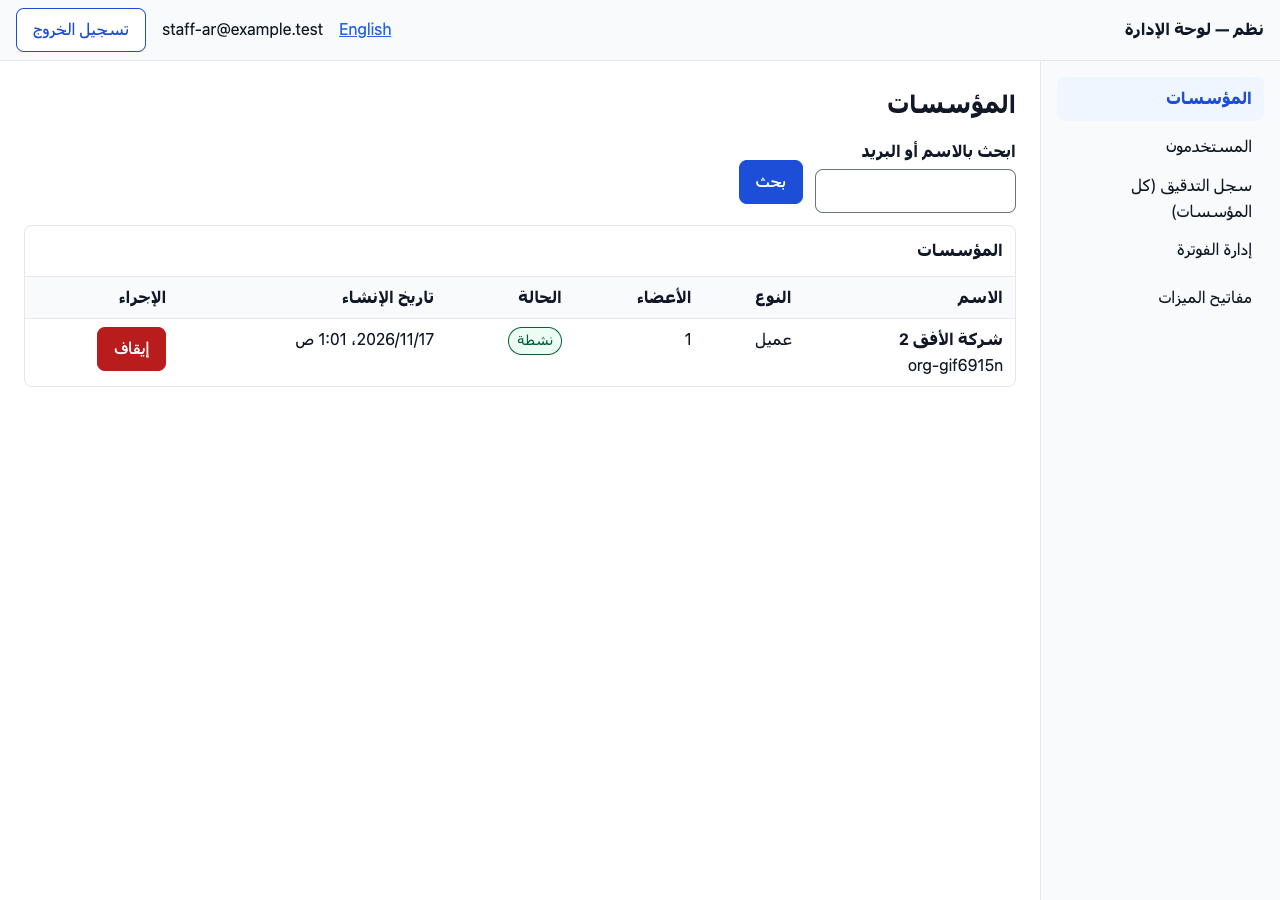 نظم — لوحة الإدارة
English
staff-ar@example.test
تسجيل الخروج
المؤسسات
المستخدمون
سجل التدقيق (كل
المؤسسات)
إدارة الفوترة
مفاتيح الميزات
المؤسسات
ابحث بالاسم أو البريد
بحث
المؤسسات
الاسم النوع الأعضاء الحالة تاريخ الإنشاء الإجراء
شركة الأفق 2 عميل 1 نشطة 2026/11/17، 1:01 ص إيقاف
org-gif6915n